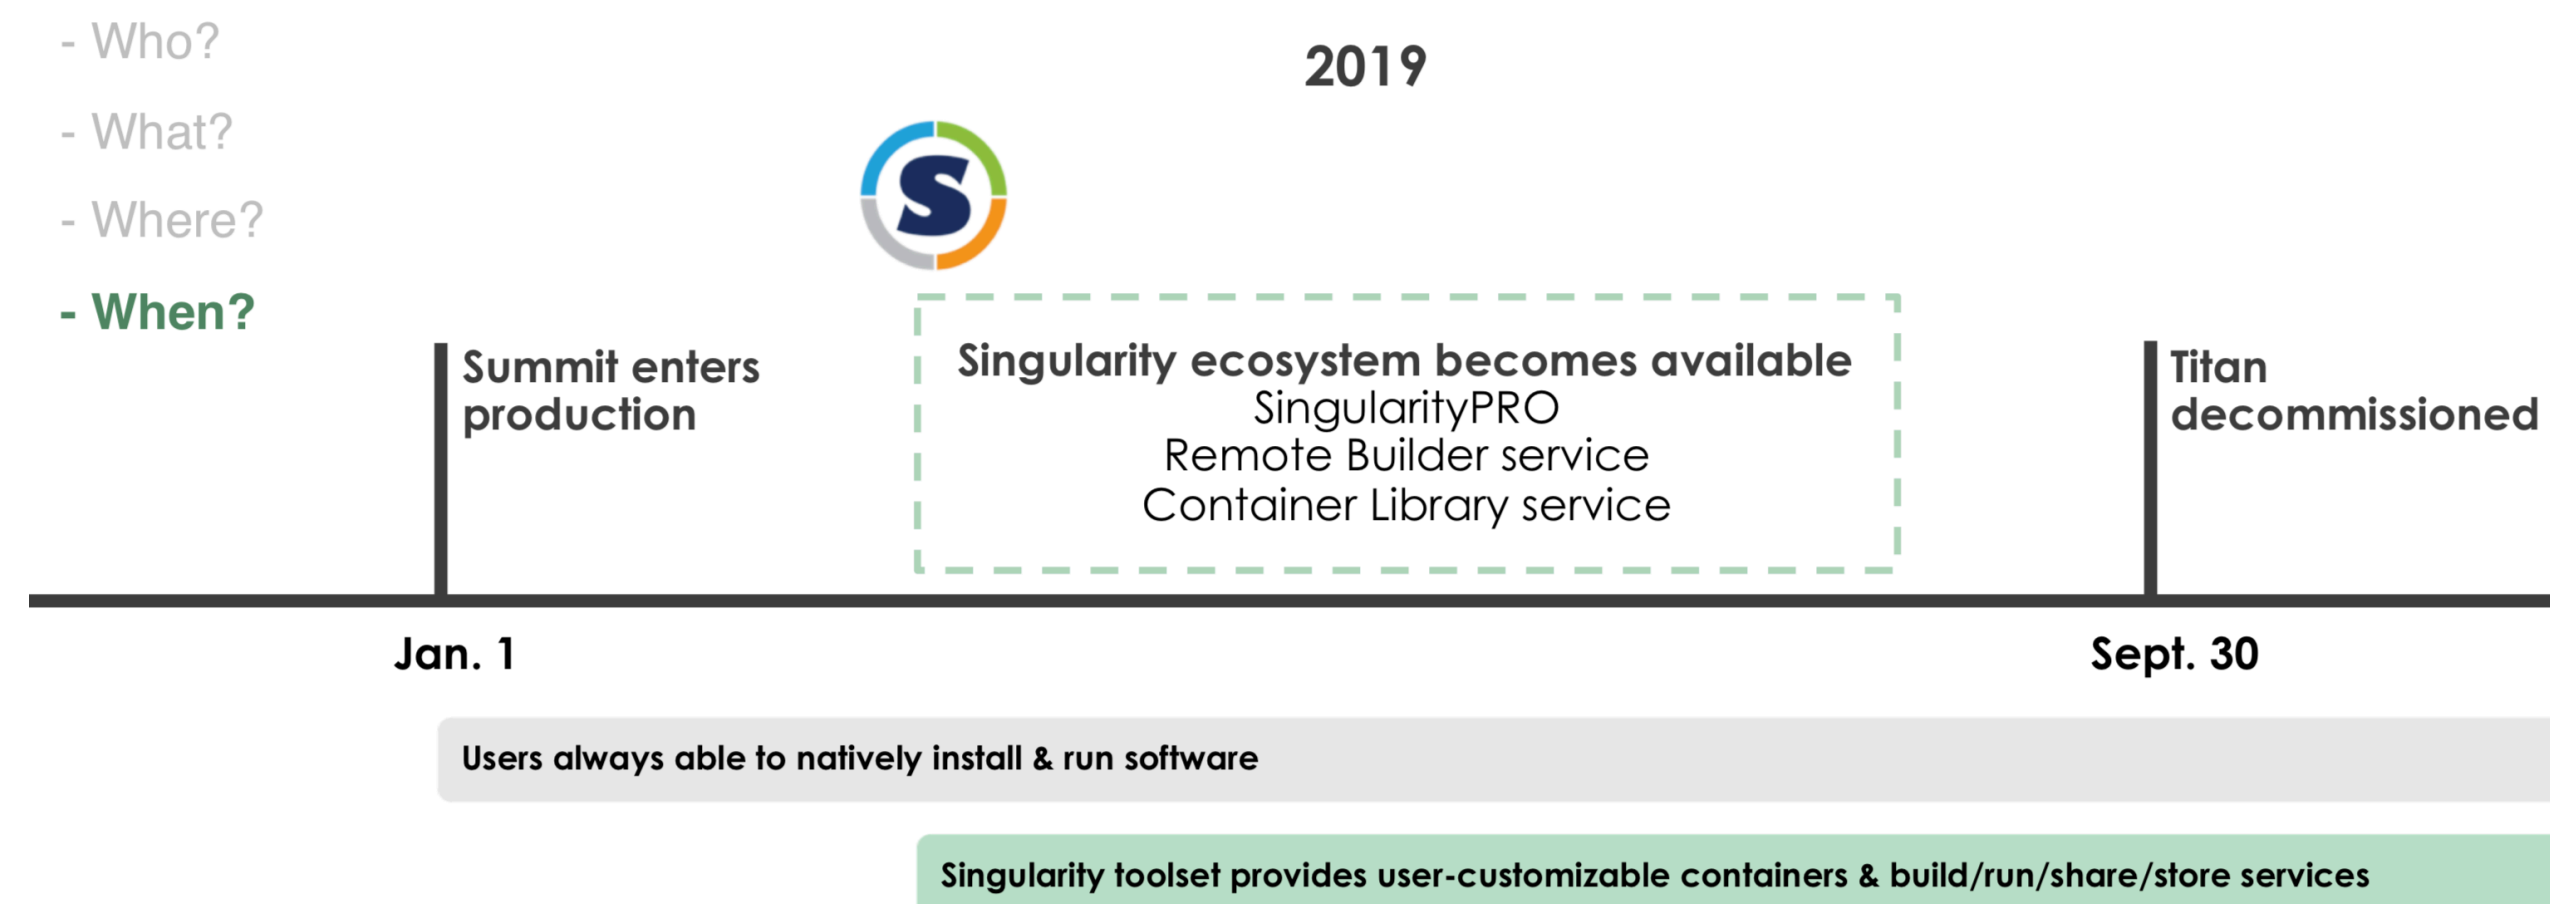 - Who?
- What?
- Where?
- When?
2019
S
Summit enters
production
Singularity ecosystem becomes available
SingularityPRO
Remote Builder service
Container Library service
Titan
decommissioned
Jan. 1
Sept. 30
Users always able to natively install & run software
Singularity toolset provides user-customizable containers & build/run/share/store services